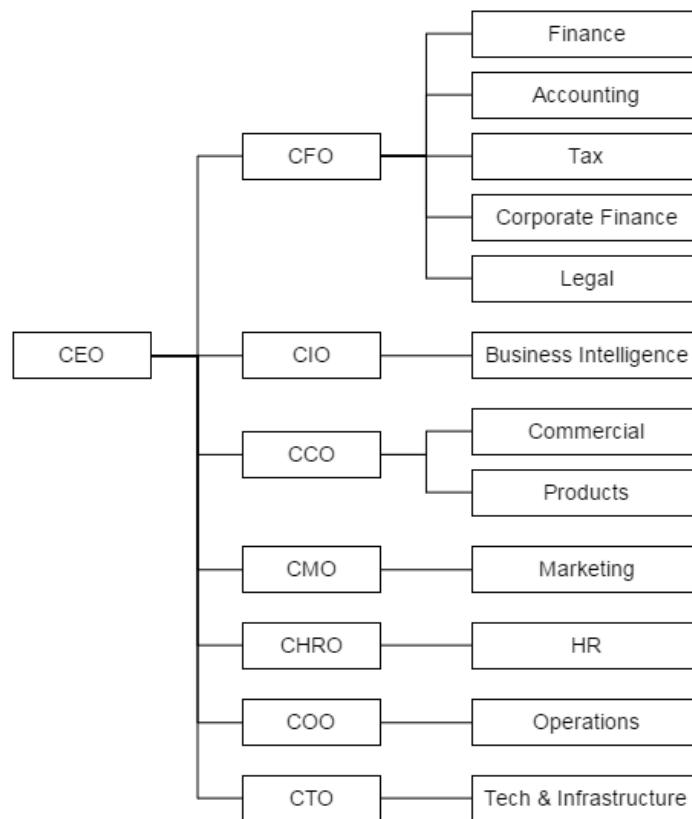 Finance
Accounting
CFO
Tax
Corporate Finance
Legal
CEO
CIO
Business Intelligence
Commercial
CCO
Products
CMO
Marketing
CHRO
HR
COO
Operations
CTO
Tech & Infrastructure